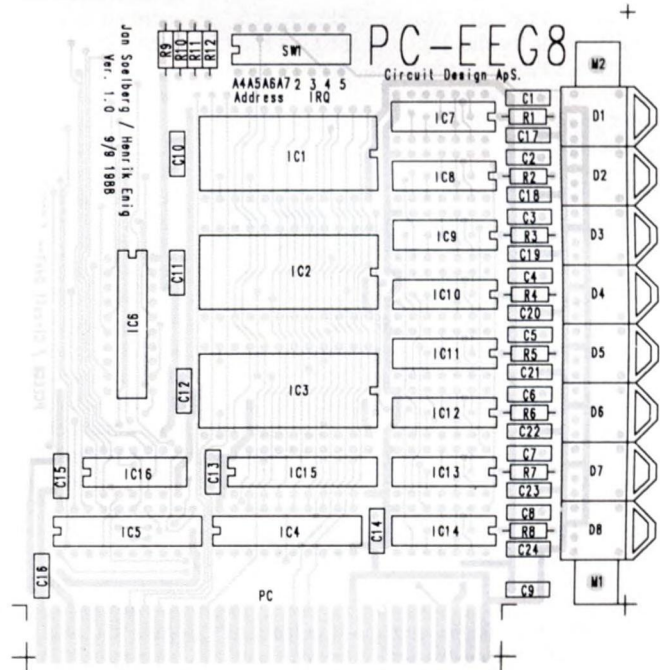 PC-EEG8
Circuit Design ApS.
Jan Spelberg / Henrik Enig
Ver. 1.0 9/9 1988
R9
R10
R11
R12
SW1
A4A5A6A7 2 3 4 5
Address IRQ
M2
C1
R1
C17
D1
IC7
C10
IC1
C2
R2
C18
D2
IC8
C3
R3
C19
D3
IC9
C11
IC2
C4
R4
C20
D4
IC10
IC6
C5
R5
C21
D5
IC11
C12
IC3
C6
R6
C22
D6
IC12
C15
IC16
C13
IC15
IC13
C7
R7
C23
D7
IC5
IC4
C14
IC14
C8
R8
C24
D8
C16
C9
M1
PC